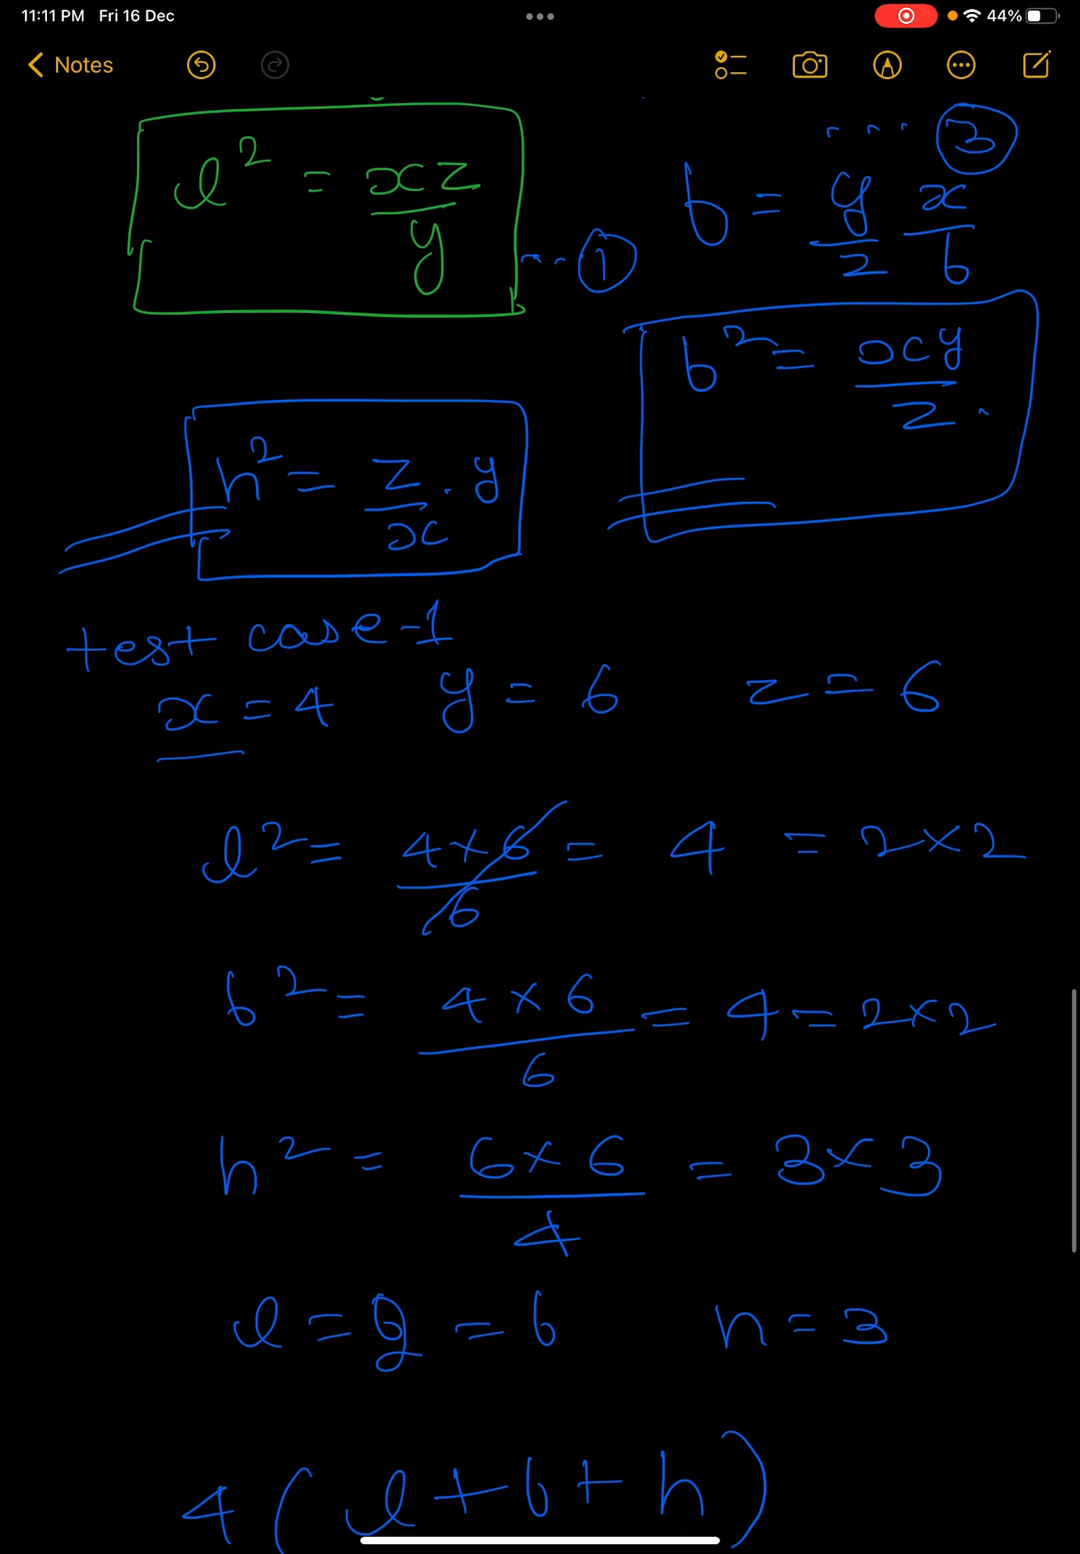 11:11 PM Fri 16 Dec
44%
Notes
l² = xz/y
... ①
... ③
b = y/z x/b
b² = xy/z.
h² = z/x . y
test case-1
x = 4 y = 6 z = 6
l² = 4×6/6 = 4 = 2×2
b² = 4×6/6 = 4 = 2×2
h² = 6×6/4 = 3×3
l = 2 = b h = 3
4(l+b+h)